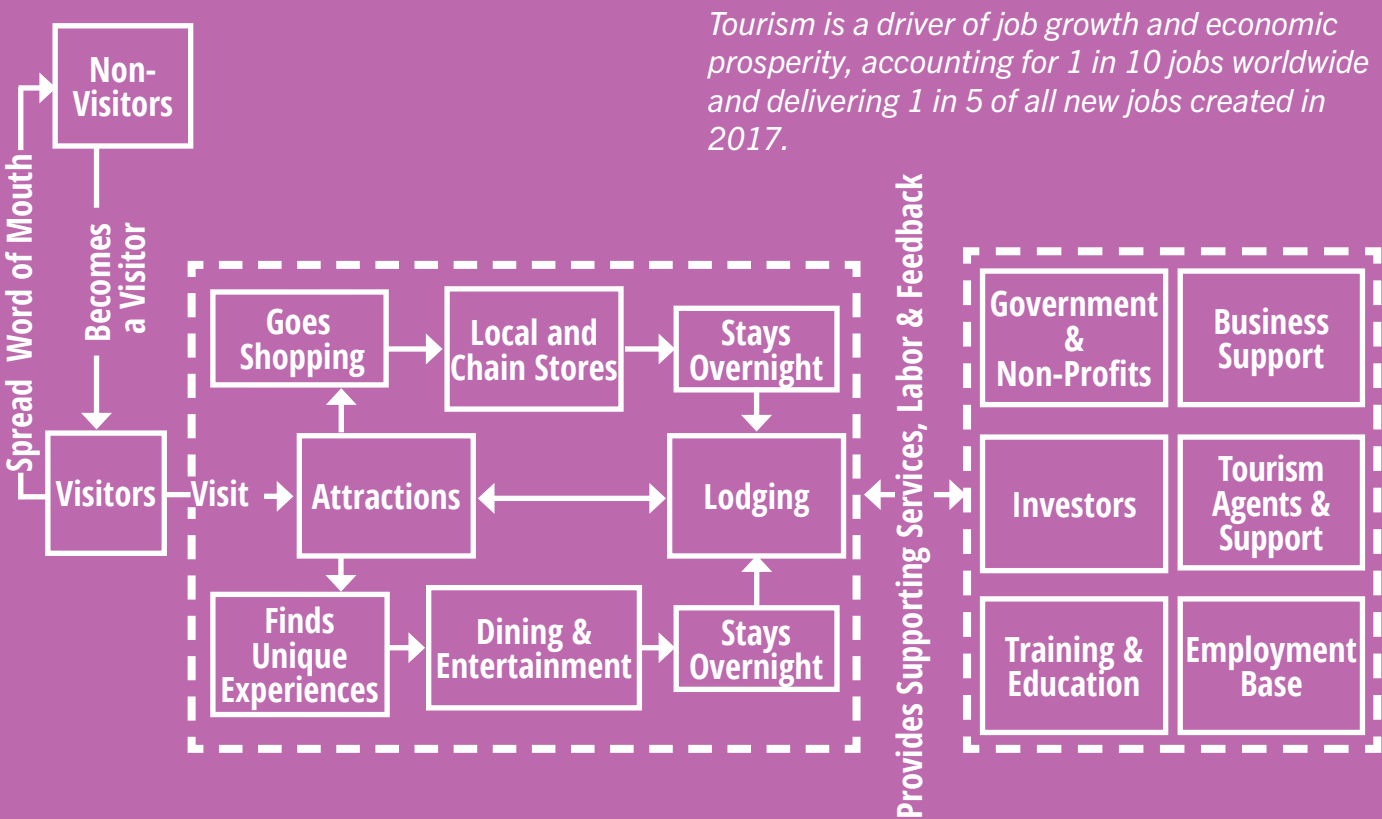 Tourism is a driver of job growth and economic
prosperity, accounting for 1 in 10 jobs worldwide
and delivering 1 in 5 of all new jobs created in
2017.
Non-
Visitors
Spread Word of Mouth
Becomes
a Visitor
Visitors
Visit
Goes
Shopping
Local and
Chain Stores
Stays
Overnight
Attractions
Lodging
Finds
Unique
Experiences
Dining &
Entertainment
Stays
Overnight
Provides Supporting Services, Labor & Feedback
Government
&
Non-Profits
Business
Support
Investors
Tourism
Agents &
Support
Training &
Education
Employment
Base